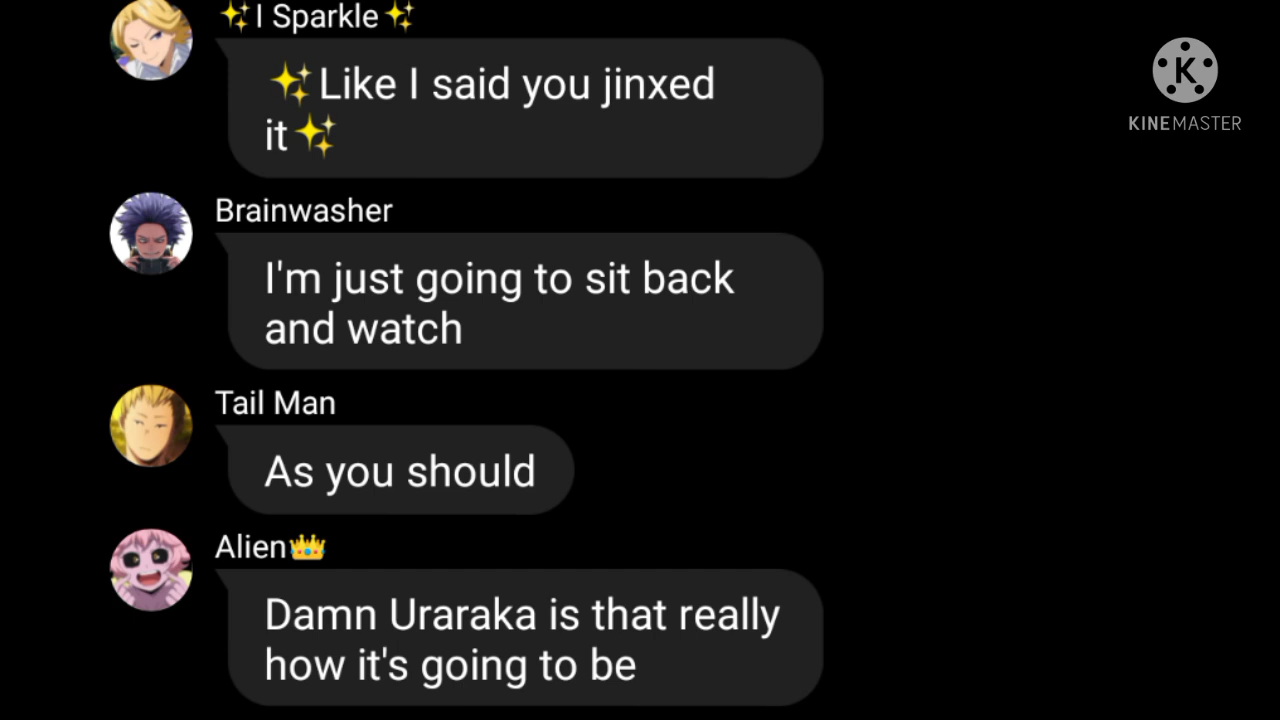 ✨I Sparkle✨
✨Like I said you jinxed
it✨
K
KINEMASTER
Brainwasher
I'm just going to sit back
and watch
Tail Man
As you should
Alien👑
Damn Uraraka is that really
how it's going to be